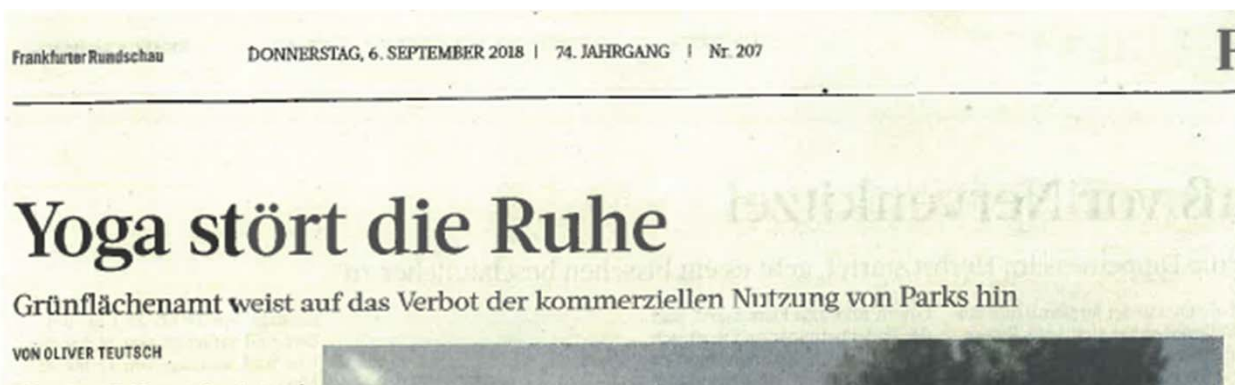 Frankfurter Rundschau DONNERSTAG, 6. SEPTEMBER 2018 | 74. JAHRGANG | Nr. 207
Yoga stört die Ruhe
Grünflächenamt weist auf das Verbot der kommerziellen Nutzung von Parks hin
VON OLIVER TEUTSCH